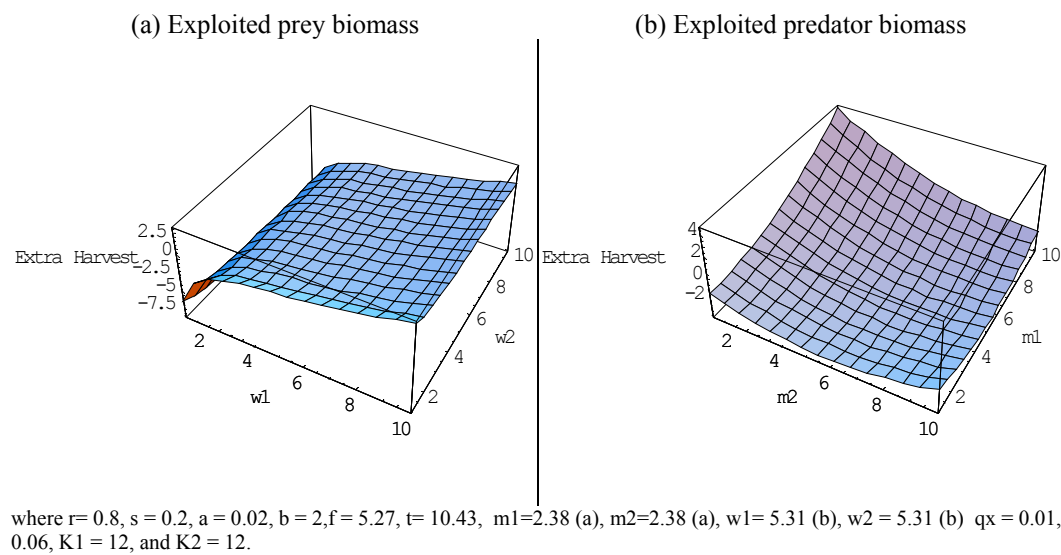 (a) Exploited prey biomass
(b) Exploited predator biomass
2.5
0
-2.5
-5
-7.5
Extra Harvest
2
4
6
8
10
w1
2
4
6
8
10
w2
4
2
0
-2
Extra Harvest
2
4
6
8
10
m2
2
4
6
8
10
m1
where r= 0.8, s = 0.2, a = 0.02, b = 2,f = 5.27, t= 10.43, m1=2.38 (a), m2=2.38 (a), w1= 5.31 (b), w2 = 5.31 (b) qx = 0.01,
0.06, K1 = 12, and K2 = 12.